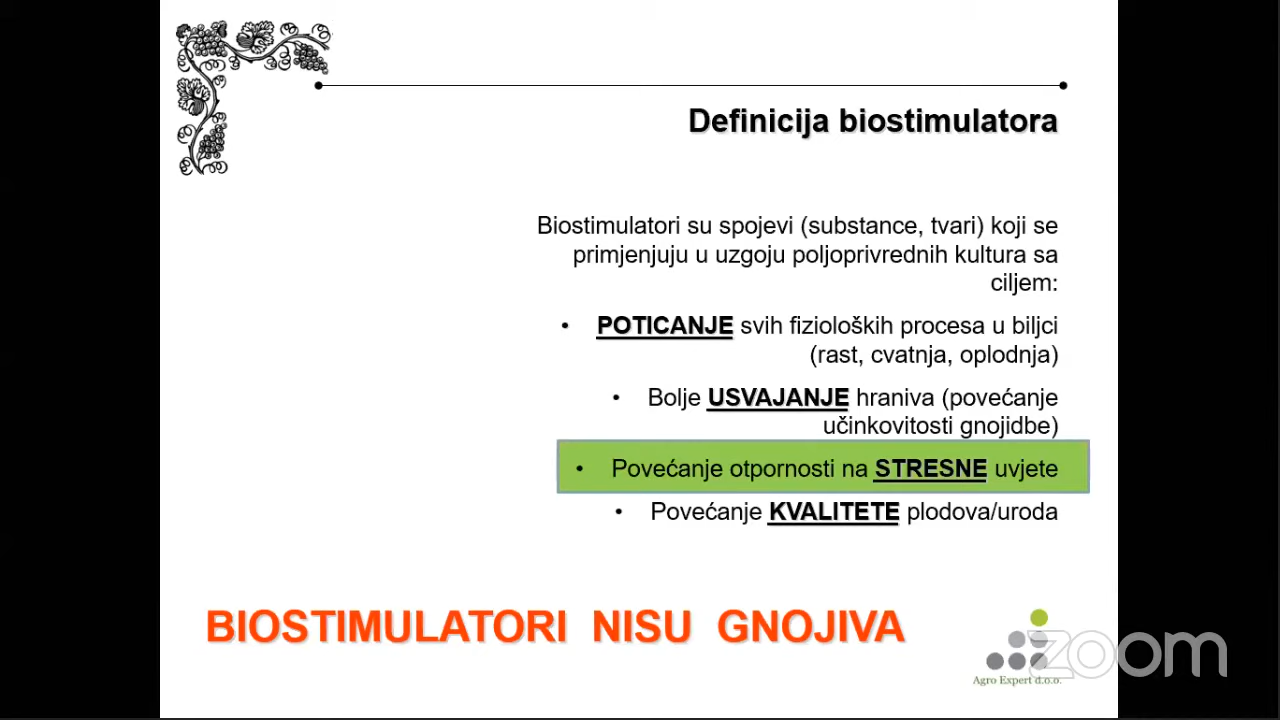 Definicija biostimulatora
Biostimulatori su spojevi (substance, tvari) koji se
primjenjuju u uzgoju poljoprivrednih kultura sa
ciljem:
• POTICANJE svih fizioloških procesa u biljci
(rast, cvatnja, oplodnja)
• Bolje USVAJANJE hraniva (povećanje
učinkovitosti gnojidbe)
• Povećanje otpornosti na STRESNE uvjete
• Povećanje KVALITETE plodova/uroda
BIOSTIMULATORI NISU GNOJIVA
zoom
Agro Expert d.o.o.